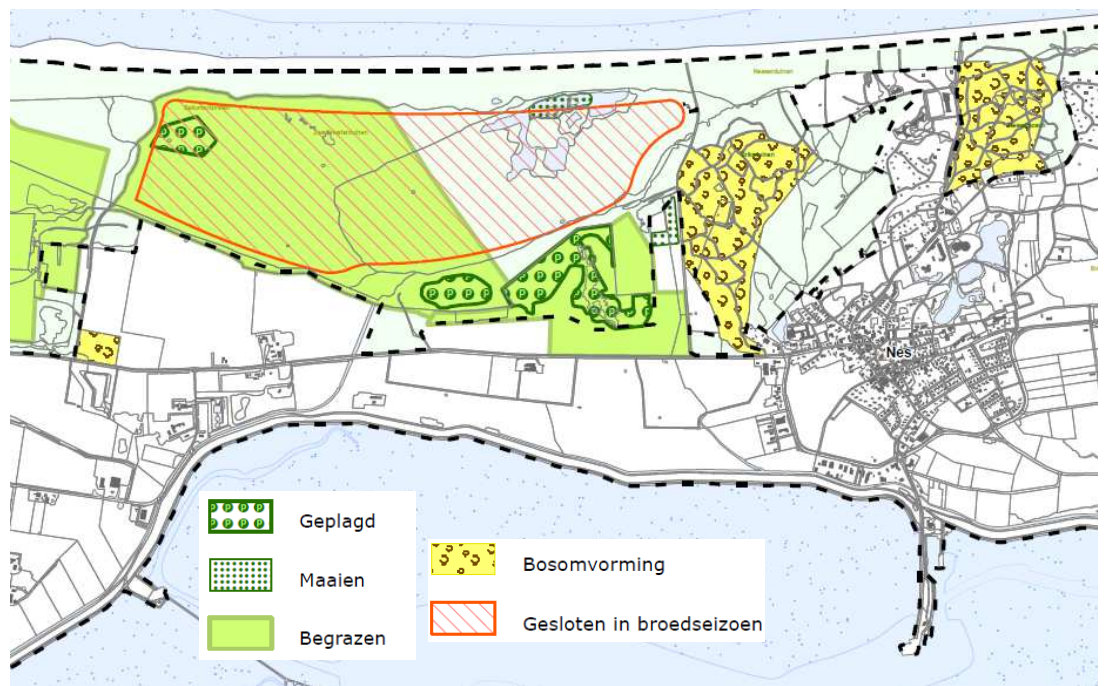 Nes
Geplagd
Maaien
Begrazen
Bosomvorming
Gesloten in broedseizoen